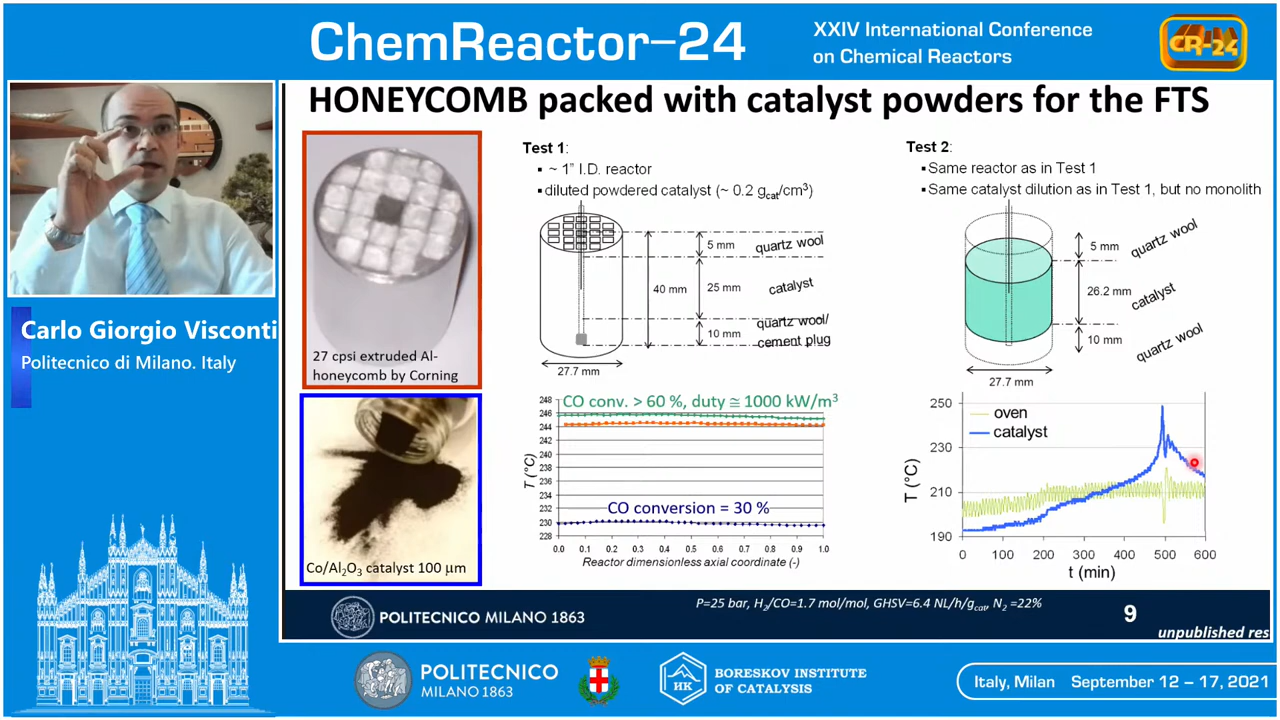 ChemReactor–24
XXIV International Conference
on Chemical Reactors
CR-24
HONEYCOMB packed with catalyst powders for the FTS
Carlo Giorgio Visconti
Politecnico di Milano. Italy
27 cpsi extruded Al-
honeycomb by Corning
Co/Al2O3 catalyst 100 µm
Test 1:
▪ ~ 1” I.D. reactor
▪ diluted powdered catalyst (~ 0.2 gcat/cm³)
5 mm
quartz wool
40 mm
25 mm
catalyst
10 mm
quartz wool/
cement plug
27.7 mm
Test 2:
▪ Same reactor as in Test 1
▪ Same catalyst dilution as in Test 1, but no monolith
5 mm
quartz wool
26.2 mm
catalyst
10 mm
quartz wool
27.7 mm
CO conv. > 60 %, duty ≅ 1000 kW/m³
T (°C)
248
246
244
242
240
238
236
234
232
230
228
CO conversion = 30 %
0.0 0.1 0.2 0.3 0.4 0.5 0.6 0.7 0.8 0.9 1.0
Reactor dimensionless axial coordinate (-)
T (°C)
250
230
210
190
oven
catalyst
0 100 200 300 400 500 600
t (min)
P=25 bar, H2/CO=1.7 mol/mol, GHSV=6.4 NL/h/gcat, N2 =22%
POLITECNICO MILANO 1863
9
unpublished res
POLITECNICO
MILANO 1863
НК
BORESKOV INSTITUTE
OF CATALYSIS
Italy, Milan September 12 – 17, 2021